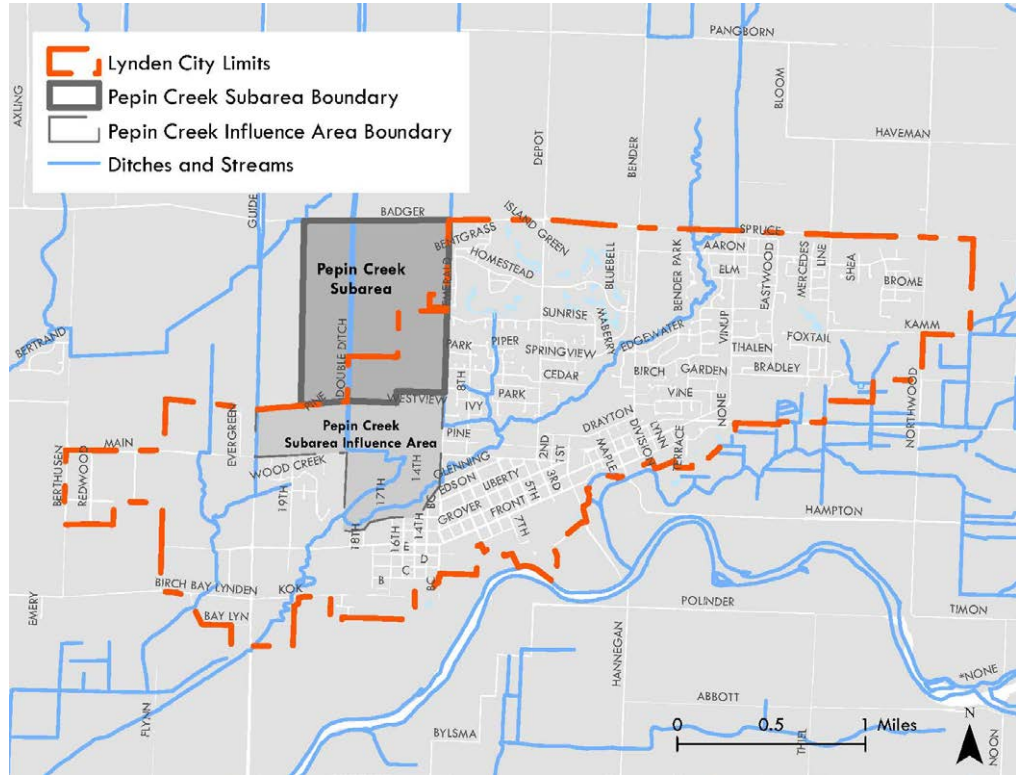 Lynden City Limits
Pepin Creek Subarea Boundary
Pepin Creek Influence Area Boundary
Ditches and Streams
AXLING
GUIDE
PANGBORN
BLOOM
DEPOT
BENDER
HAVEMAN
BADGER
BENTGRASS
ISLAND GREEN
HOMESTEAD
EMERALD
BLUEBELL
BENDER PARK
SPRUCE
AARON
ELM
EASTWOOD
MERCEDES
LINE
SHEA
BROME
Pepin Creek
Subarea
SUNRISE
MABERRY
EDGEWATER
VINUP
FOXTAIL
KAMM
BERTRAND
DOUBLE DITCH
PARK
PIPER
SPRINGVIEW
THALEN
CEDAR
BIRCH
GARDEN
BRADLEY
8TH
PINE
WESTVIEW
IVY
PARK
VINE
NONE
NORTHWOOD
EVERGREEN
Pepin Creek
Subarea Influence Area
PINE
DRAYTON
LYNN
DIVISION
TERRACE
MAPLE
2ND
1ST
MAIN
BERTHUSEN
REDWOOD
WOOD CREEK
19TH
17TH
14TH
GLENNING
EDSON
LIBERTY
5TH
3RD
BC
GROVER
FRONT
7TH
HAMPTON
18TH
16TH
14TH
E
D
C
B
BC
BIRCH BAY LYNDEN
KOK
EMERY
BAY LYN
POLINDER
TIMON
HANNEGAN
FLYNN
ABBOTT
*NONE
BYLSMA
0
0.5
1 Miles
N
NOON